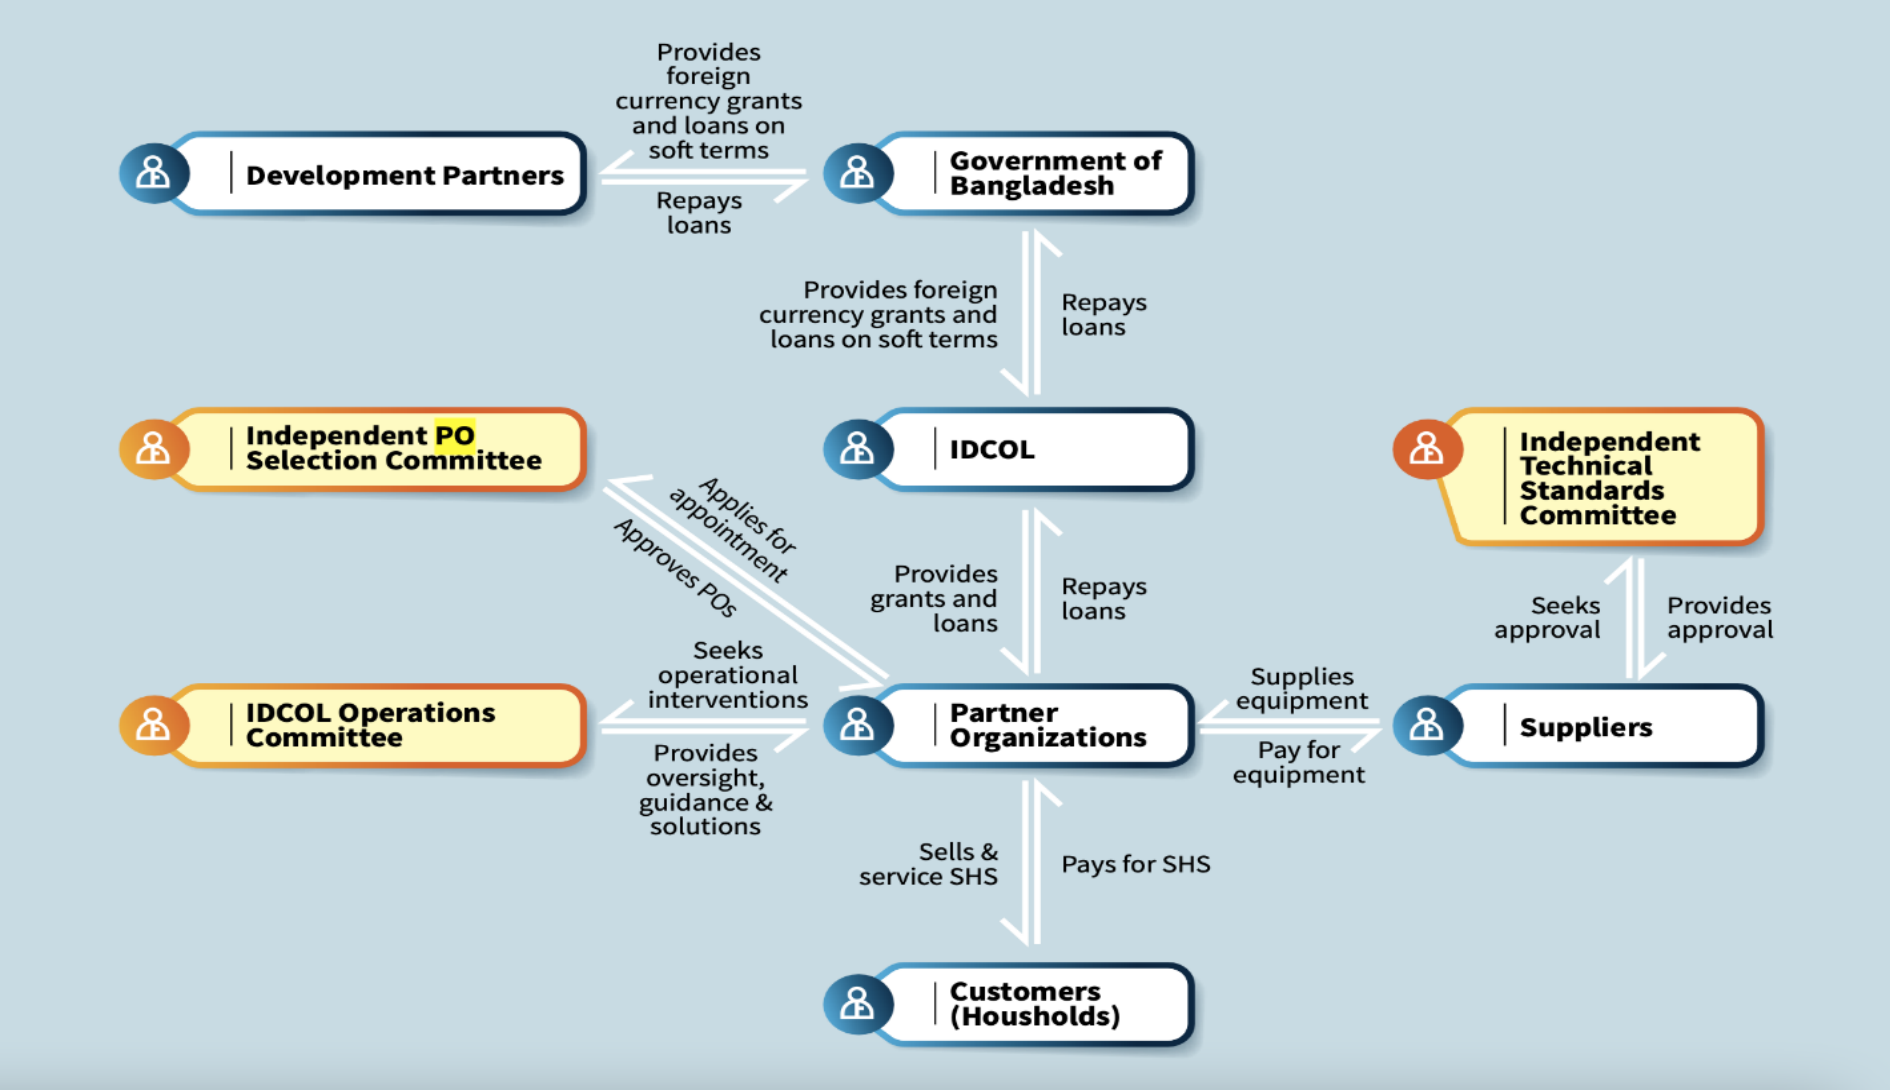 Provides
foreign
currency grants
and loans on
soft terms
Development Partners
Government of
Bangladesh
Repays
loans
Provides foreign
currency grants and
loans on soft terms
Repays
loans
Independent PO
Selection Committee
IDCOL
Independent
Technical
Standards
Committee
Applies for
appointment
Approves POs
Provides
grants and
loans
Repays
loans
Seeks
approval
Provides
approval
Seeks
operational
interventions
Supplies
equipment
IDCOL Operations
Committee
Partner
Organizations
Suppliers
Provides
oversight,
guidance &
solutions
Pay for
equipment
Sells &
service SHS
Pays for SHS
Customers
(Housholds)